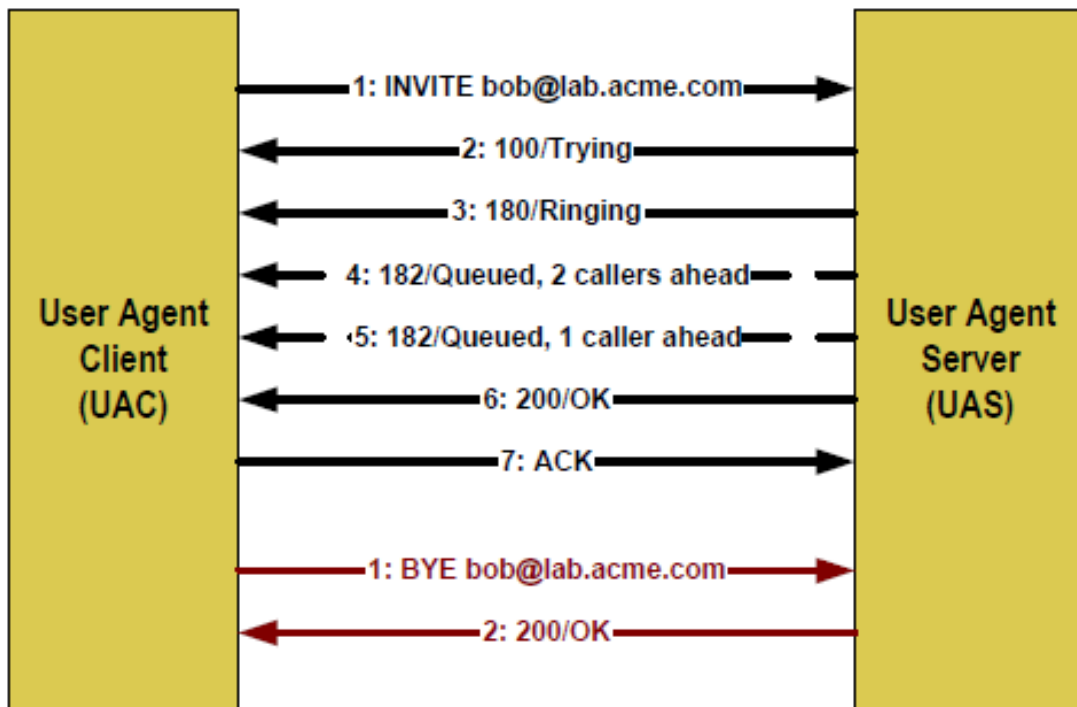 1: INVITE bob@lab.acme.com
2: 100/Trying
3: 180/Ringing
4: 182/Queued, 2 callers ahead
5: 182/Queued, 1 caller ahead
6: 200/OK
7: ACK
1: BYE bob@lab.acme.com
2: 200/OK
User Agent
Client
(UAC)
User Agent
Server
(UAS)